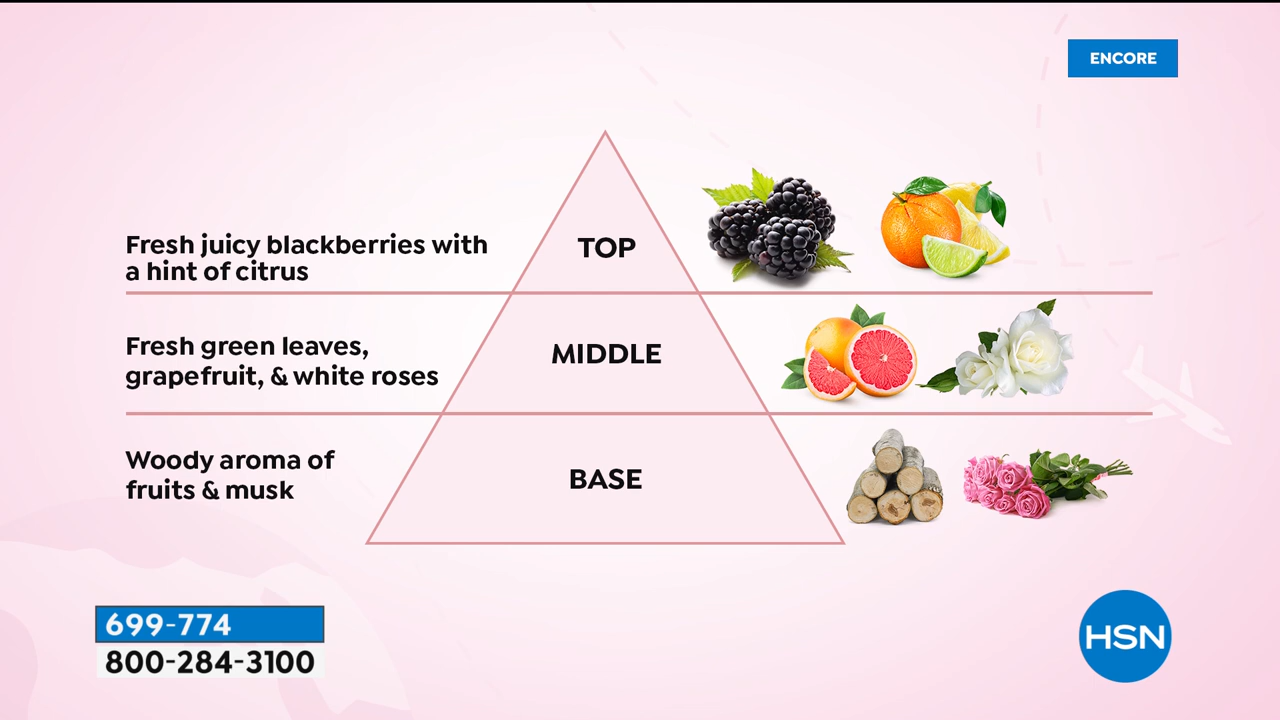 ENCORE
Fresh juicy blackberries with
a hint of citrus
TOP
Fresh green leaves,
grapefruit, & white roses
MIDDLE
Woody aroma of
fruits & musk
BASE
699-774
800-284-3100
HSN